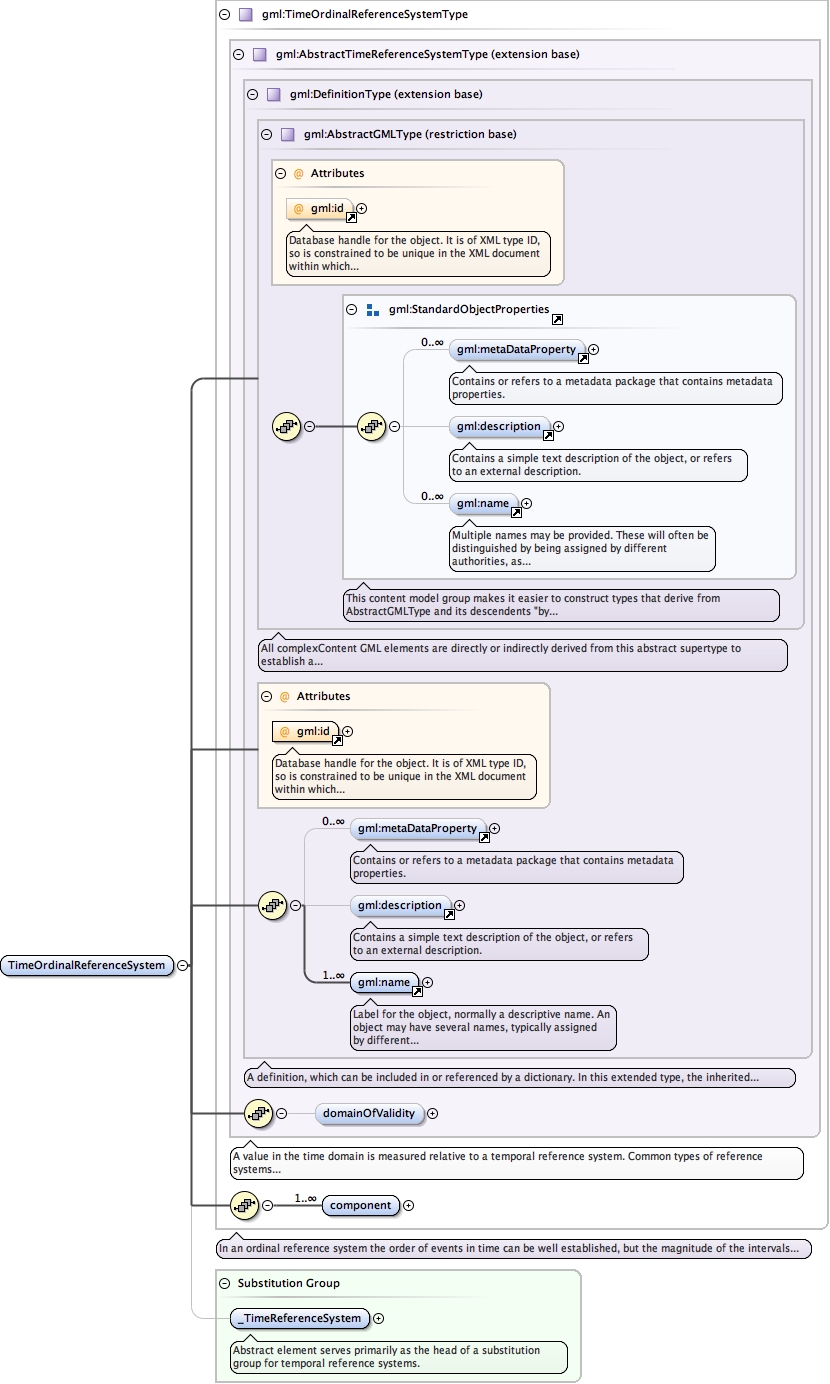 gml:TimeOrdinalReferenceSystemType
gml:AbstractTimeReferenceSystemType (extension base)
gml:DefinitionType (extension base)
gml:AbstractGMLType (restriction base)
@ Attributes
@ gml:id
Database handle for the object. It is of XML type ID,
so is constrained to be unique in the XML document
within which...
gml:StandardObjectProperties
0..∞
gml:metaDataProperty
Contains or refers to a metadata package that contains metadata
properties.
gml:description
Contains a simple text description of the object, or refers
to an external description.
0..∞
gml:name
Multiple names may be provided. These will often be
distinguished by being assigned by different
authorities, as...
This content model group makes it easier to construct types that derive from
AbstractGMLType and its descendents "by...
All complexContent GML elements are directly or indirectly derived from this abstract supertype to
establish a...
@ Attributes
@ gml:id
Database handle for the object. It is of XML type ID,
so is constrained to be unique in the XML document
within which...
0..∞
gml:metaDataProperty
Contains or refers to a metadata package that contains metadata
properties.
gml:description
Contains a simple text description of the object, or refers
to an external description.
TimeOrdinalReferenceSystem
1..∞
gml:name
Label for the object, normally a descriptive name. An
object may have several names, typically assigned
by different...
A definition, which can be included in or referenced by a dictionary. In this extended type, the inherited...
domainOfValidity
A value in the time domain is measured relative to a temporal reference system. Common types of reference
systems...
1..∞
component
In an ordinal reference system the order of events in time can be well established, but the magnitude of the intervals...
Substitution Group
_TimeReferenceSystem
Abstract element serves primarily as the head of a substitution
group for temporal reference systems.